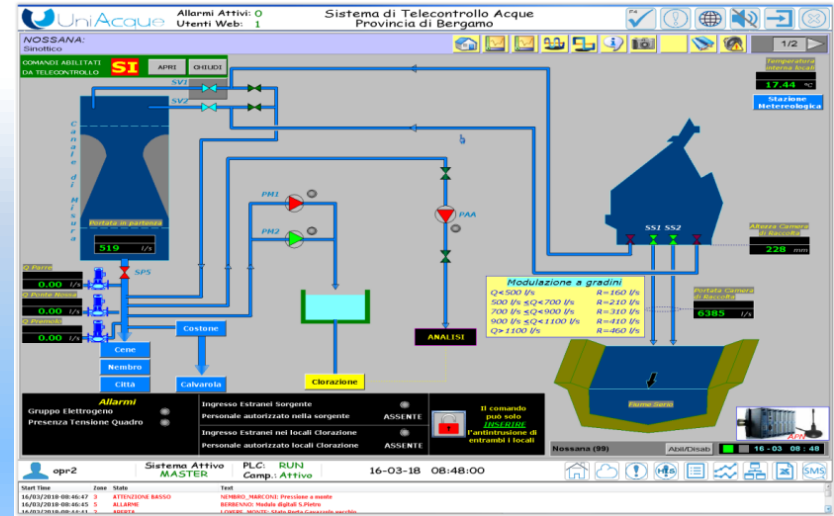 UniAcque
Allarmi Attivi: 0
Utenti Web: 1
Sistema di Telecontrollo Acque
Provincia di Bergamo
NOSSANA:
Sinottico
1/2
COMANDI ABILITATI
DA TELECONTROLLO
SI
APRI
CHIUDI
Temperatura
interna locali
17.44 °C
Stazione
Metereologica
SV1
SV2
Canale di Misura
Portata in partenza
519 l/s
SPS
PM1
PM2
PAA
SS1 SS2
Altezza Camera
di Raccolta
228 mm
Portata Camera
di Raccolta
6385 l/s
Q Parre
0.00 l/s
Q Ponte Nossa
0.00 l/s
Q Premolo
0.00 l/s
Modulazione a gradini
Q<500 l/s R=160 l/s
500 l/s ≤Q<700 l/s R=210 l/s
700 l/s ≤Q<900 l/s R=310 l/s
900 l/s ≤Q<1100 l/s R=410 l/s
Q>1100 l/s R=460 l/s
Costone
Cene
Nembro
Città
Calvarola
Clorazione
ANALISI
Fiume Serio
Allarmi
Gruppo Elettrogeno
Presenza Tensione Quadro
Ingresso Estranei Sorgente
Personale autorizzato nella sorgente ASSENTE
Ingresso Estranei nei locali Clorazione
Personale autorizzato locali Clorazione ASSENTE
Il comando
può solo
INSERIRE
l'antintrusione di
entrambi i locali
APN
Nossana (99)
Abil/Disab
16 - 03 08 : 48
opr2
Sistema Attivo
MASTER
PLC: RUN
Comp.: Attivo
16-03-18 08:48:00
SMS
Start Time Zone State Text
16/03/2018-08:46:47 3 ATTENZIONE BASSO NEMBRO_MARCONI: Pressione a monte
16/03/2018-08:46:45 5 ALLARME BERBENNO: Modulo digitali S.Pietro